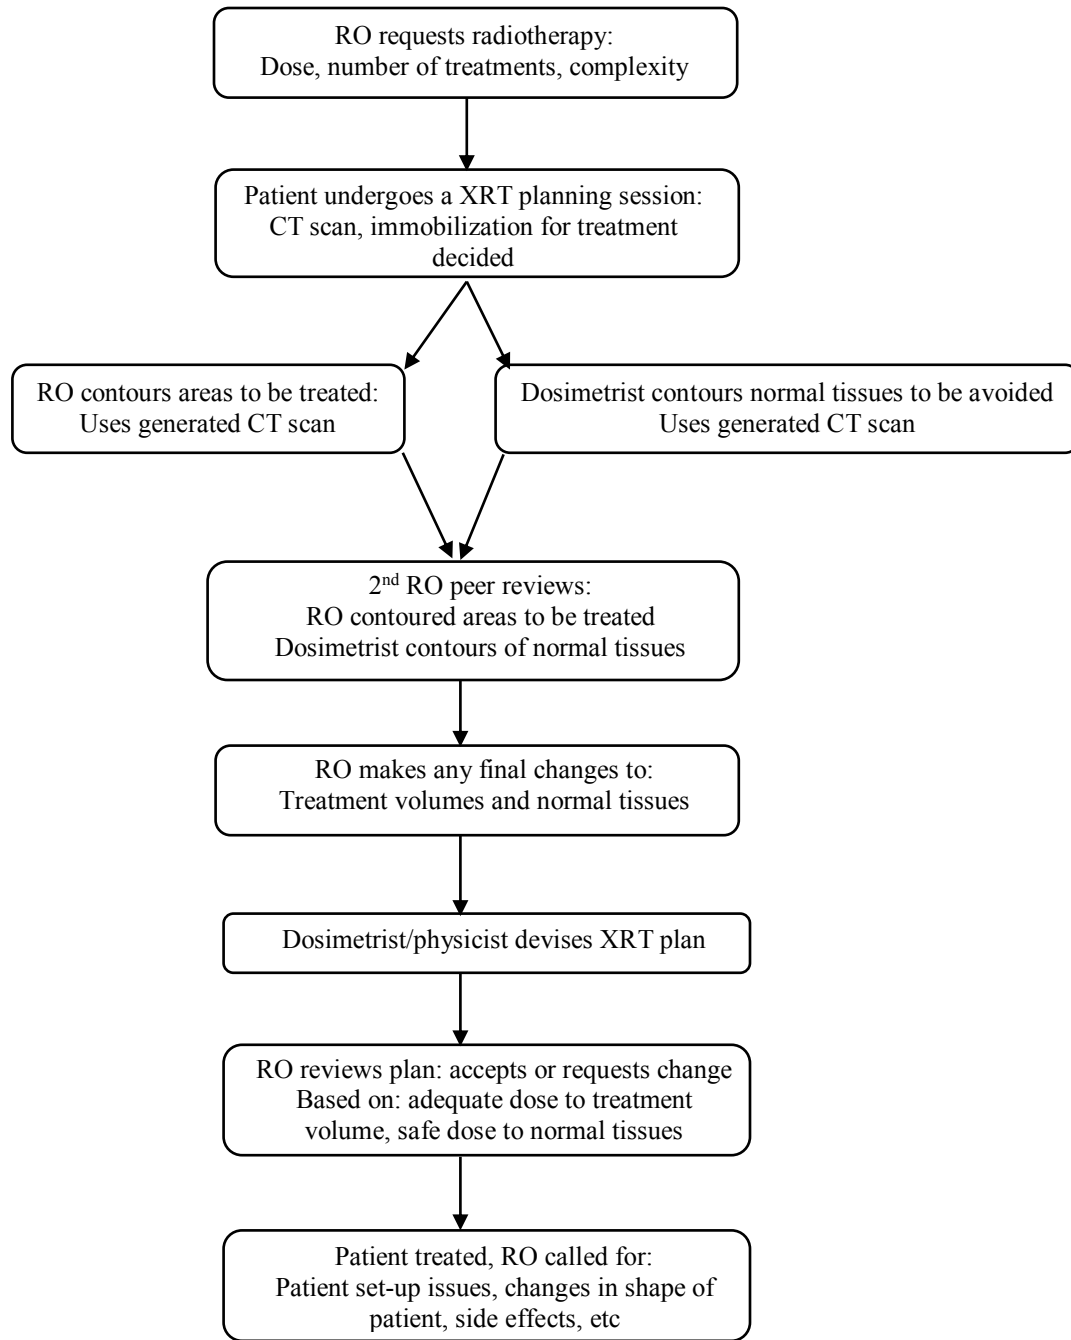 RO requests radiotherapy:
Dose, number of treatments, complexity
Patient undergoes a XRT planning session:
CT scan, immobilization for treatment
decided
RO contours areas to be treated:
Uses generated CT scan
Dosimetrist contours normal tissues to be avoided
Uses generated CT scan
2nd RO peer reviews:
RO contoured areas to be treated
Dosimetrist contours of normal tissues
RO makes any final changes to:
Treatment volumes and normal tissues
Dosimetrist/physicist devises XRT plan
RO reviews plan: accepts or requests change
Based on: adequate dose to treatment
volume, safe dose to normal tissues
Patient treated, RO called for:
Patient set-up issues, changes in shape of
patient, side effects, etc